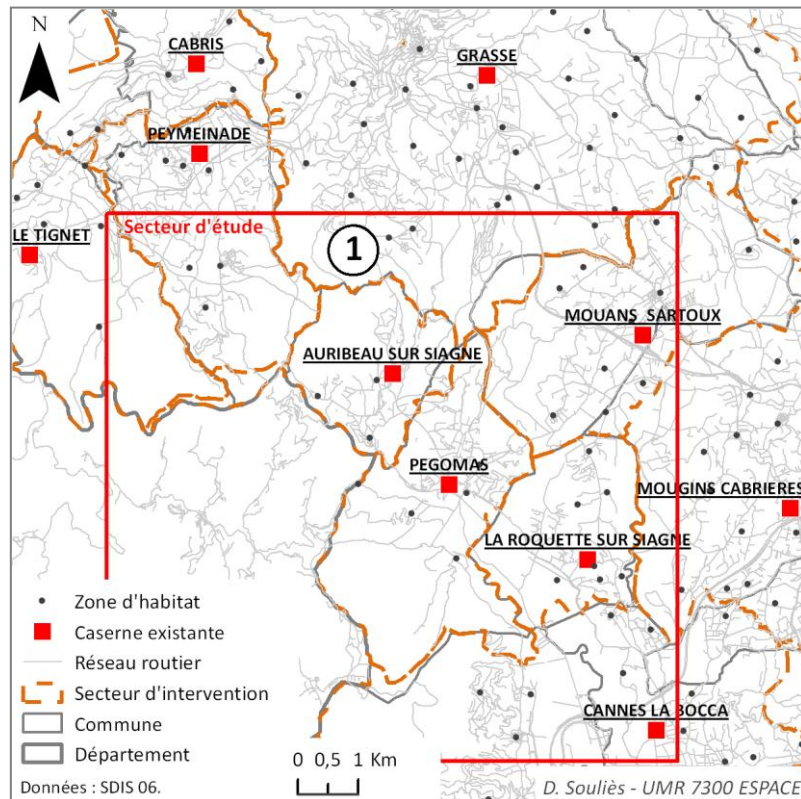 N
CABRIS
GRASSE
PEYMEINADE
Secteur d'étude
LE TIGNET
1
MOUANS SARTOUX
AURIBEAU SUR SIAGNE
PEGOMAS
MOUGINS CABRIERES
LA ROQUETTE SUR SIAGNE
CANNES LA BOCCA
Zone d'habitat
Caserne existante
Réseau routier
Secteur d'intervention
Commune
Département
0 0,5 1 Km
Données : SDIS 06.
D. Souliès - UMR 7300 ESPACE